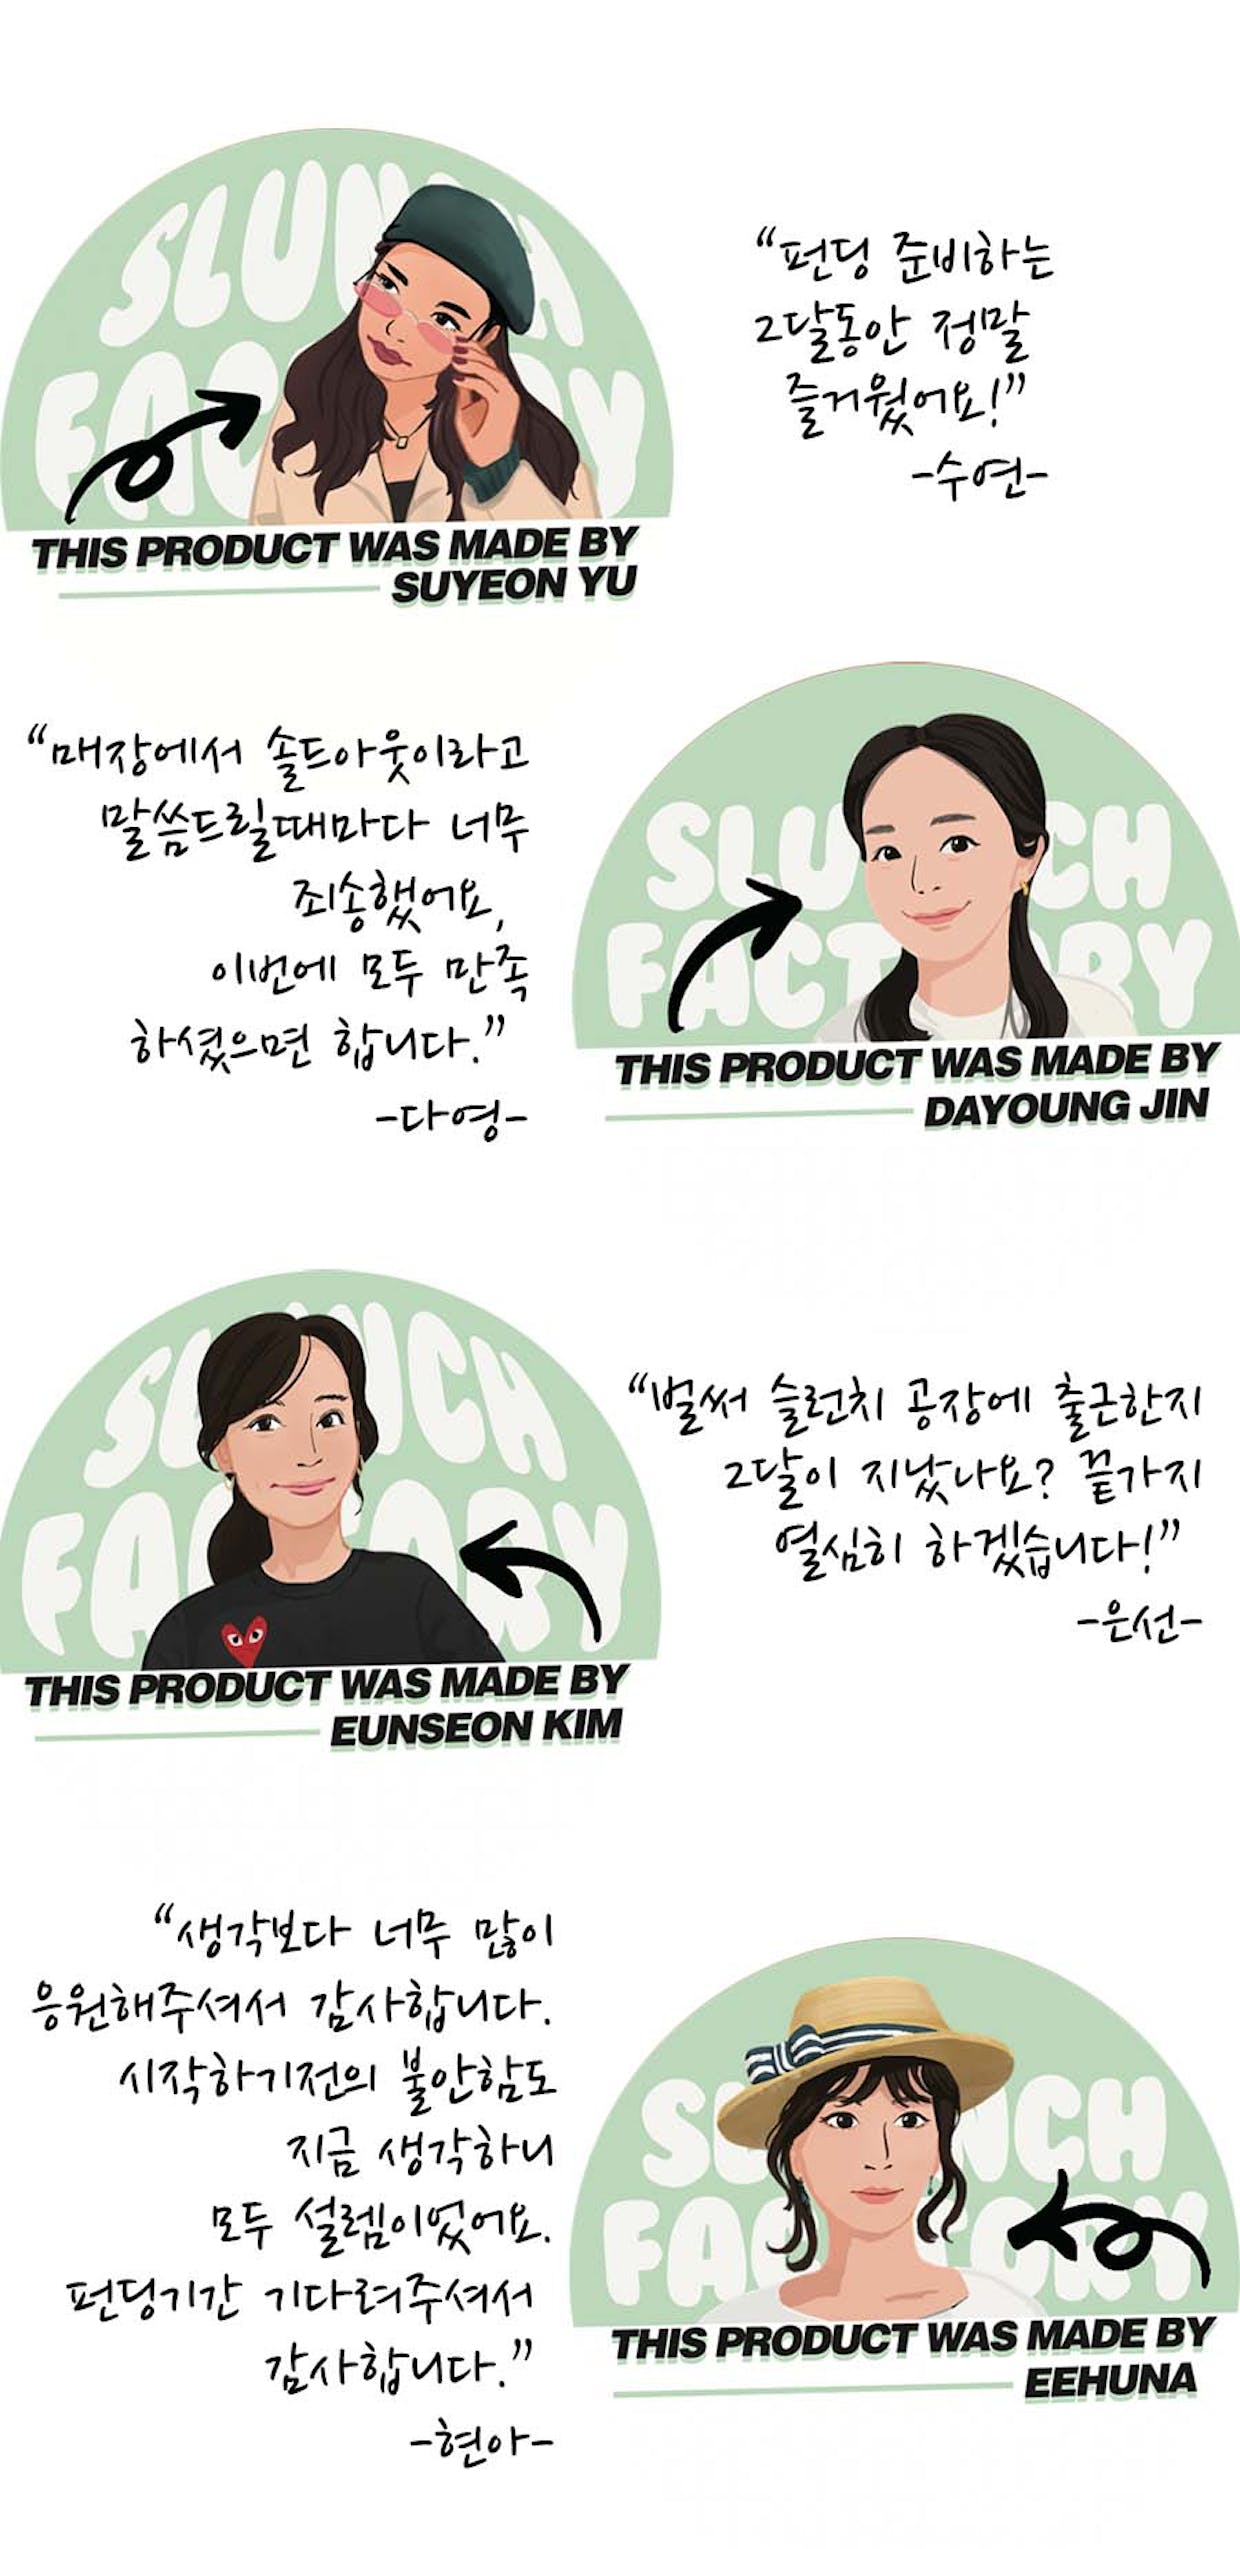 SLUNCH
FACTORY
THIS PRODUCT WAS MADE BY
SUYEON YU
“펀딩 준비하는
2달동안 정말
즐거웠어요!”
-수연-
“매장에서 솔드아웃이라고
말씀드릴때마다 너무
죄송했어요,
이번에 모두 만족
하셨으면 합니다.”
-다영-
SLUNCH
FACTORY
THIS PRODUCT WAS MADE BY
DAYOUNG JIN
SLUNCH
FACTORY
THIS PRODUCT WAS MADE BY
EUNSEON KIM
“벌써 슬런치 공장에 출근한지
2달이 지났나요? 끝가지
열심히 하겠습니다!”
-은선-
“생각보다 너무 많이
응원해주셔서 감사합니다.
시작하기전의 불안함도
지금 생각하니
모두 설렘이었어요.
펀딩기간 기다려주셔서
감사합니다.”
-현아-
SLUNCH
FACTORY
THIS PRODUCT WAS MADE BY
EEHUNA